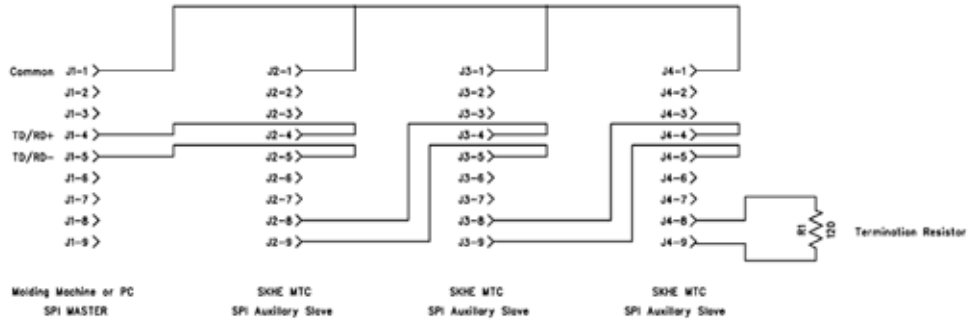 Common J1-1 J2-1 J3-1 J4-1
J1-2 J2-2 J3-2 J4-2
J1-3 J2-3 J3-3 J4-3
TD/RD+ J1-4 J2-4 J3-4 J4-4
TD/RD- J1-5 J2-5 J3-5 J4-5
J1-6 J2-6 J3-6 J4-6
J1-7 J2-7 J3-7 J4-7
J1-8 J2-8 J3-8 J4-8
J1-9 J2-9 J3-9 J4-9
R1
120
Termination Resistor
Molding Machine or PC SKHE MTC SKHE MTC SKHE MTC
SPI MASTER SPI Auxillary Slave SPI Auxillary Slave SPI Auxillary Slave